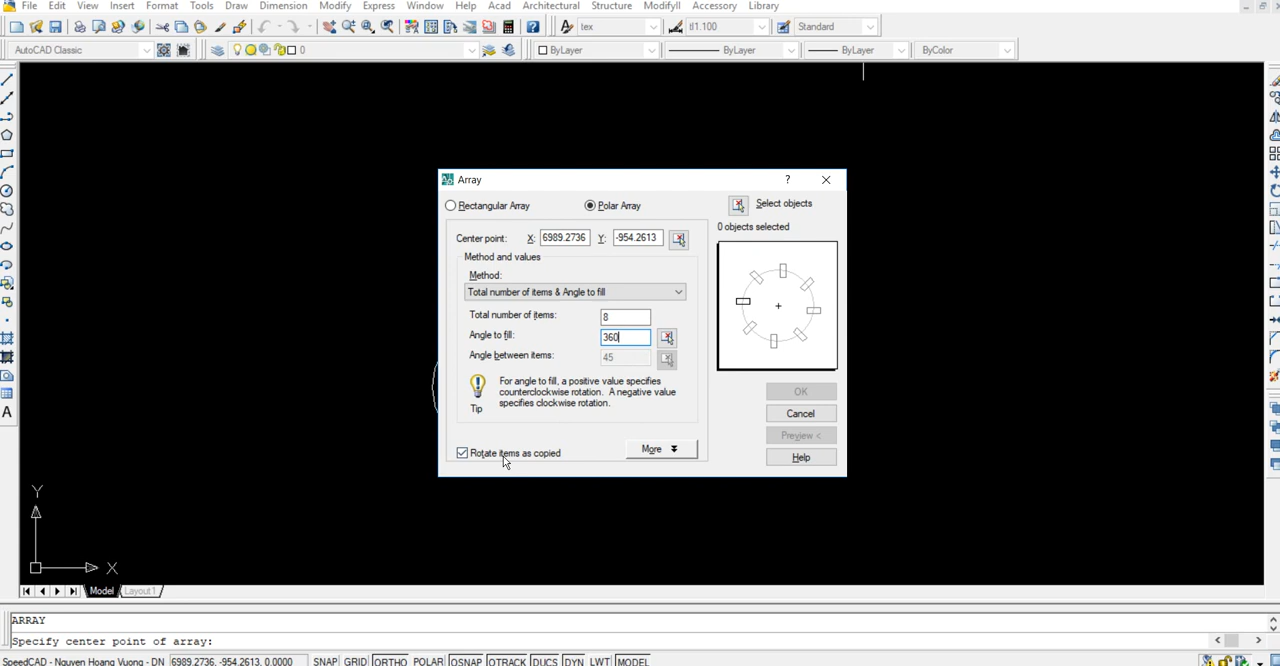 File Edit View Insert Format Tools Draw Dimension Modify Express Window Help Acad Architectural Structure ModifyII Accessory Library
tex tl1.100 Standard
AutoCAD Classic 0 ByLayer ByLayer ByLayer ByColor
Array ?
Rectangular Array Polar Array Select objects
0 objects selected
Center point: X: 6989.2736 Y: -954.2613
Method and values
Method:
Total number of items & Angle to fill
Total number of items: 8
Angle to fill: 360
Angle between items: 45
For angle to fill, a positive value specifies
counterclockwise rotation. A negative value
specifies clockwise rotation.
Tip
OK
Cancel
Preview <
Rotate items as copied More Help
Y
X
Model Layout1
ARRAY
Specify center point of array:
SpeedCAD - Nguyen Hoang Vuong - DN 6989.2736, -954.2613, 0.0000 SNAP GRID ORTHO POLAR OSNAP OTRACK DUCS DYN LWT MODEL
A